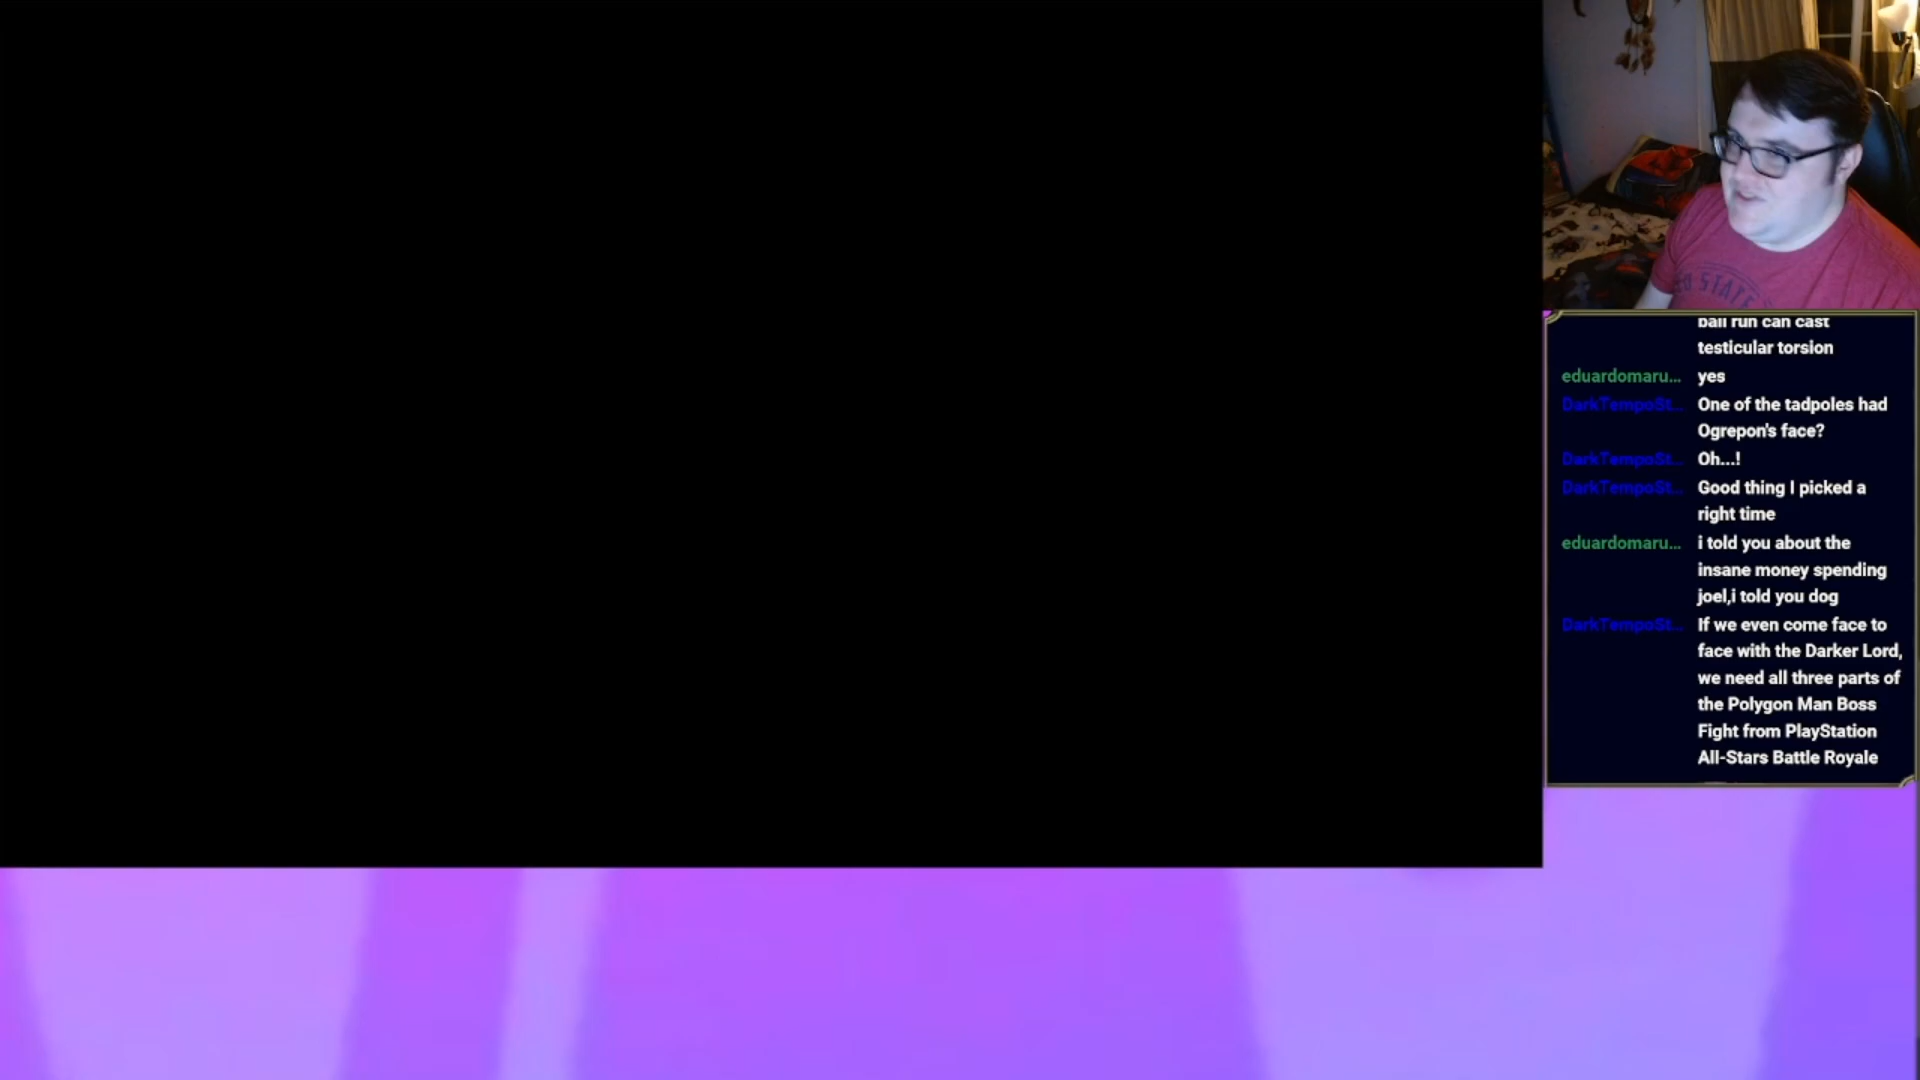 ball run can cast
testicular torsion
eduardomaru... yes
DarkTempoSt... One of the tadpoles had
Ogrepon's face?
DarkTempoSt... Oh...!
DarkTempoSt... Good thing I picked a
right time
eduardomaru... i told you about the
insane money spending
joel,i told you dog
DarkTempoSt... If we even come face to
face with the Darker Lord,
we need all three parts of
the Polygon Man Boss
Fight from PlayStation
All-Stars Battle Royale
STATE